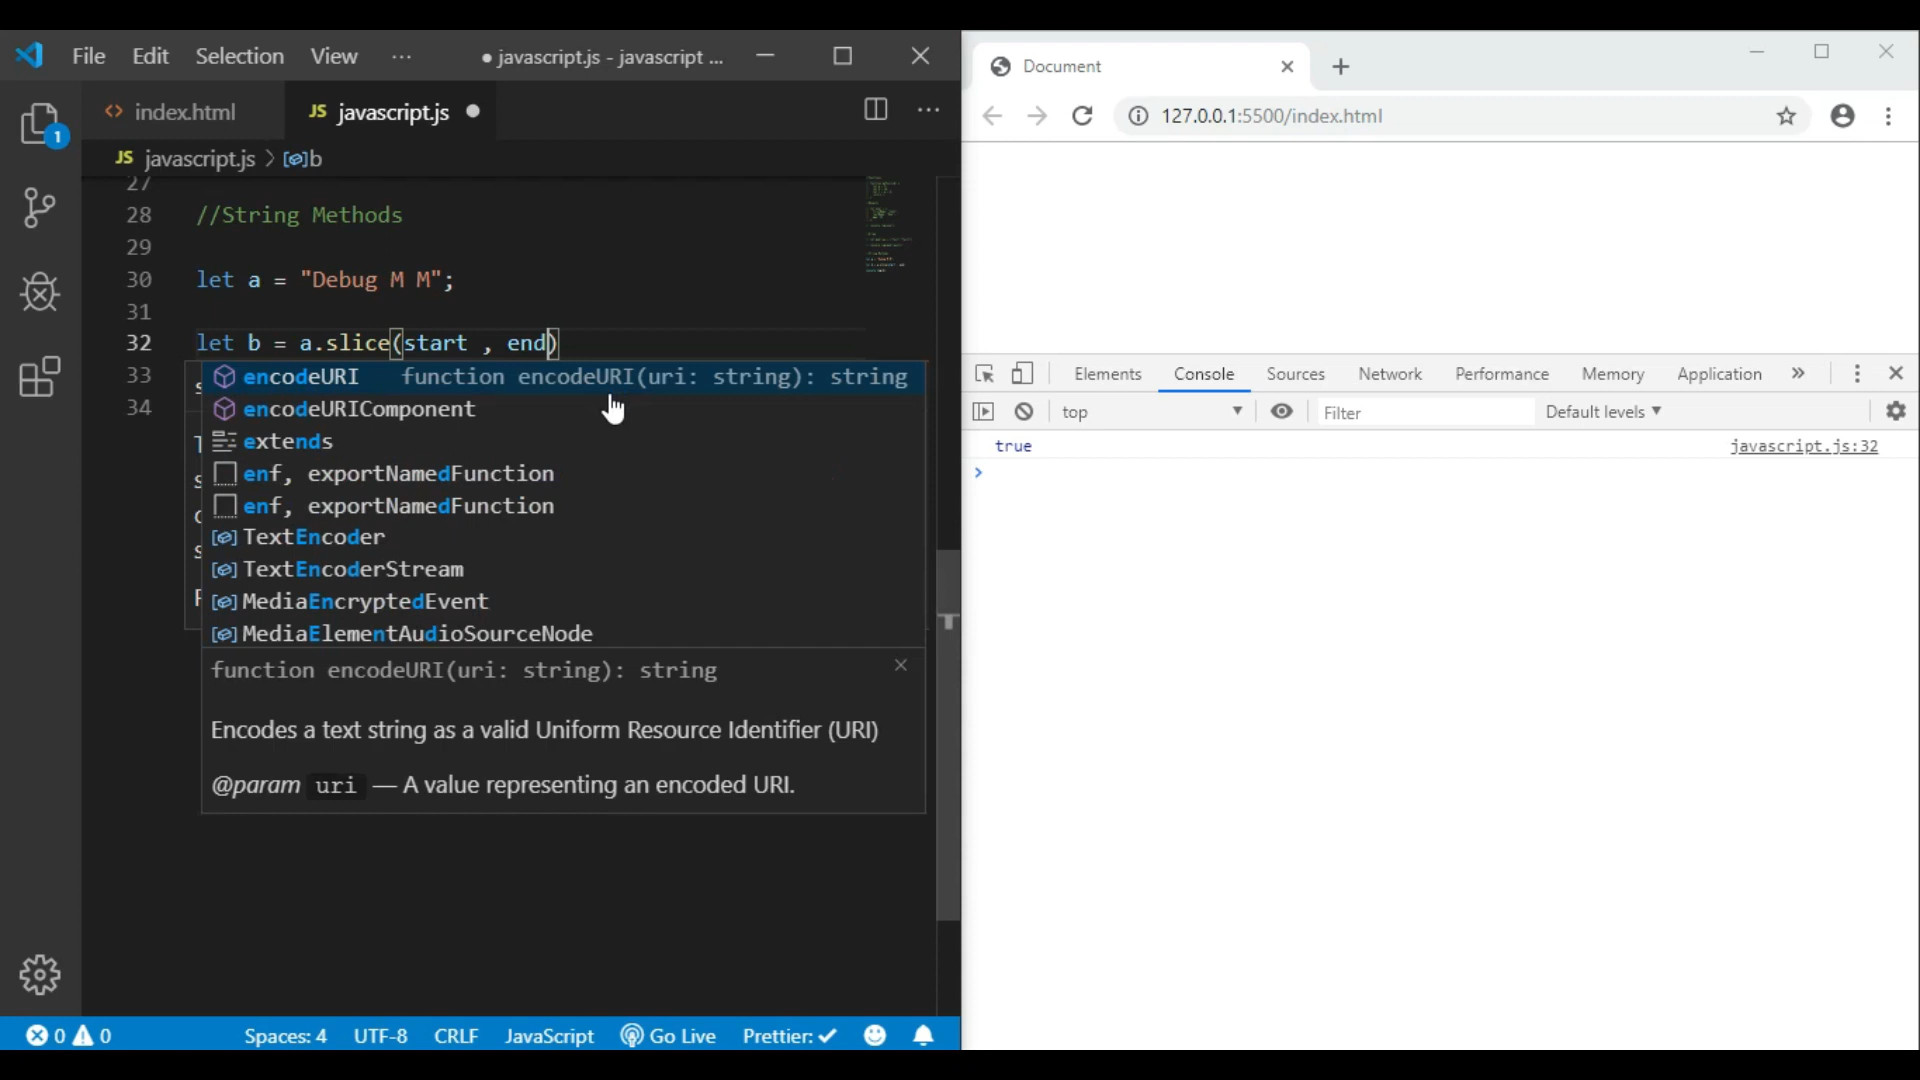 File Edit Selection View ··· ● javascript.js - javascript ...
index.html
JS javascript.js ●
JS javascript.js > b
27
28 //String Methods
29
30 let a = "Debug M M";
31
32 let b = a.slice(start , end)
33
34
encodeURI function encodeURI(uri: string): string
encodeURIComponent
extends
enf, exportNamedFunction
enf, exportNamedFunction
TextEncoder
TextEncoderStream
MediaEncryptedEvent
MediaElementAudioSourceNode
function encodeURI(uri: string): string
Encodes a text string as a valid Uniform Resource Identifier (URI)
@param uri — A value representing an encoded URI.
1
0 0 Spaces: 4 UTF-8 CRLF JavaScript Go Live Prettier: ✓
Document
127.0.0.1:5500/index.html
Elements Console Sources Network Performance Memory Application »
top Filter Default levels ▼
true javascript.js:32
>